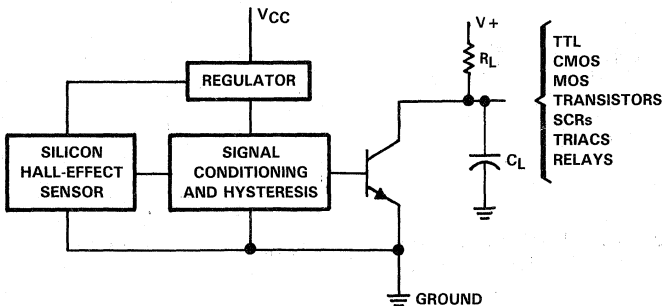 VCC
V+
REGULATOR
RL
TTL
CMOS
MOS
TRANSISTORS
SCRs
TRIACS
RELAYS
SILICON
HALL-EFFECT
SENSOR
SIGNAL
CONDITIONING
AND HYSTERESIS
CL
GROUND